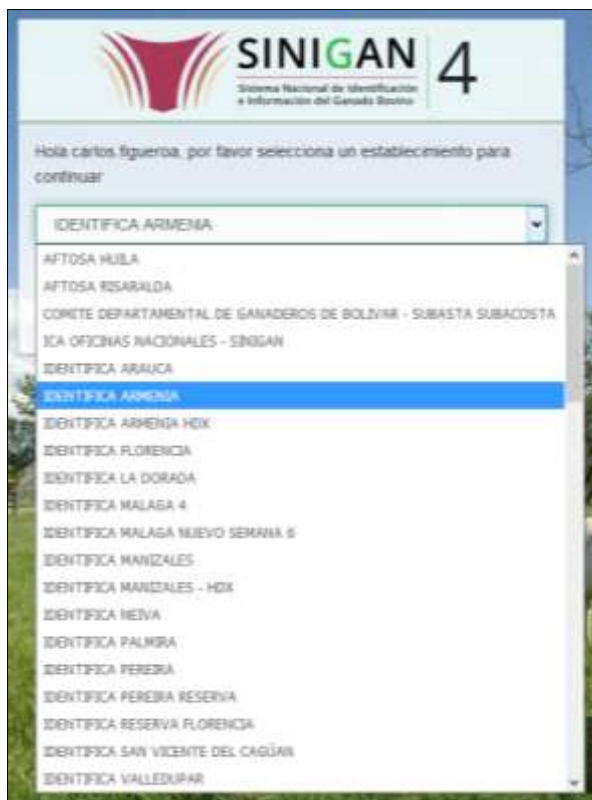 SINIGAN 4
Sistema Nacional de Identificación
e Información del Ganado Bovino
Hola carlos figueroa, por favor selecciona un establecimiento para
continuar
IDENTIFICA ARMENIA
AFTOSA HUILA
AFTOSA RISARALDA
COMITE DEPARTAMENTAL DE GANADEROS DE BOLIVAR - SUBASTA SUBACOSTA
ICA OFICINAS NACIONALES - SINIGAN
IDENTIFICA ARAUCA
IDENTIFICA ARMENIA
IDENTIFICA ARMENIA HDX
IDENTIFICA FLORENCIA
IDENTIFICA LA DORADA
IDENTIFICA MALAGA 4
IDENTIFICA MALAGA NUEVO SEMANA 6
IDENTIFICA MANIZALES
IDENTIFICA MANIZALES - HDX
IDENTIFICA NEIVA
IDENTIFICA PALMIRA
IDENTIFICA PEREIRA
IDENTIFICA PEREIRA RESERVA
IDENTIFICA RESERVA FLORENCIA
IDENTIFICA SAN VICENTE DEL CAGÚAN
IDENTIFICA VALLEDUPAR